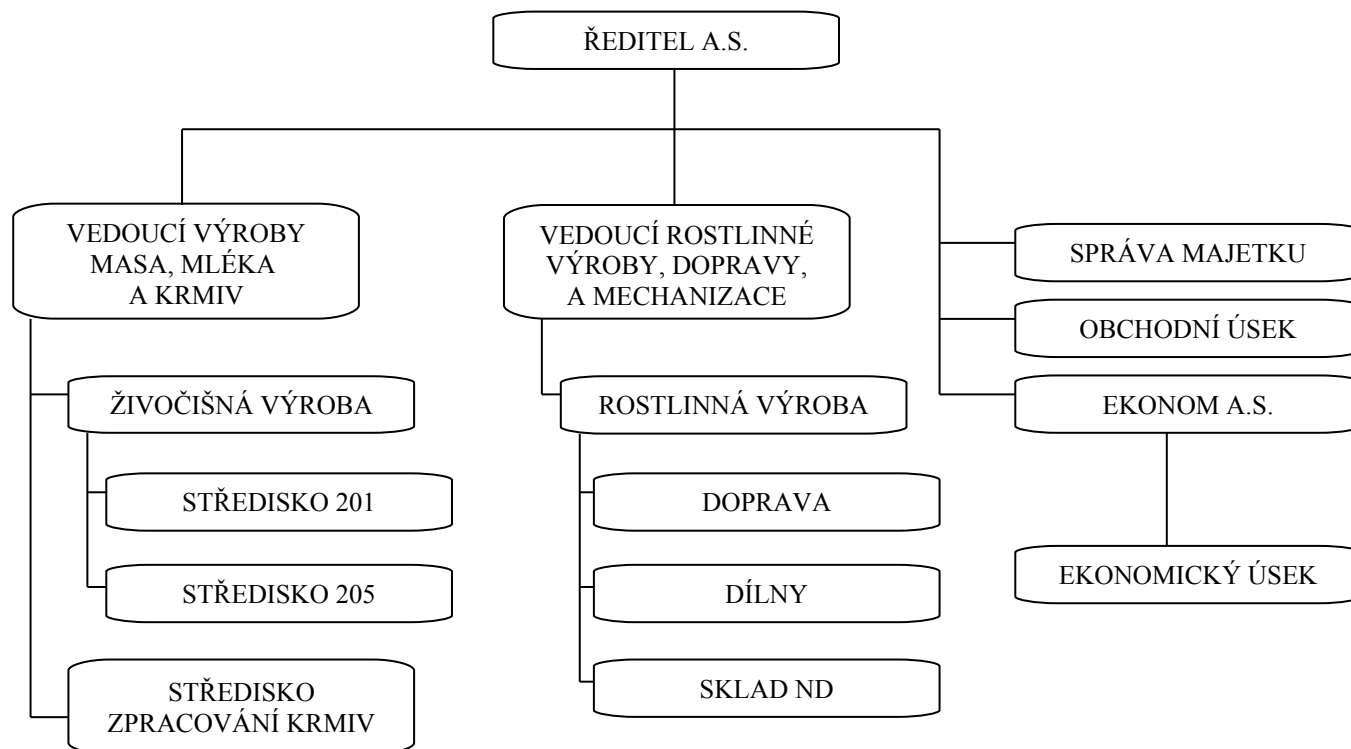 ŘEDITEL A.S.
VEDOUCÍ VÝROBY
MASA, MLÉKA
A KRMIV
ŽIVOČIŠNÁ VÝROBA
STŘEDISKO 201
STŘEDISKO 205
STŘEDISKO
ZPRACOVÁNÍ KRMIV
VEDOUCÍ ROSTLINNÉ
VÝROBY, DOPRAVY,
A MECHANIZACE
ROSTLINNÁ VÝROBA
DOPRAVA
DÍLNY
SKLAD ND
SPRÁVA MAJETKU
OBCHODNÍ ÚSEK
EKONOM A.S.
EKONOMICKÝ ÚSEK